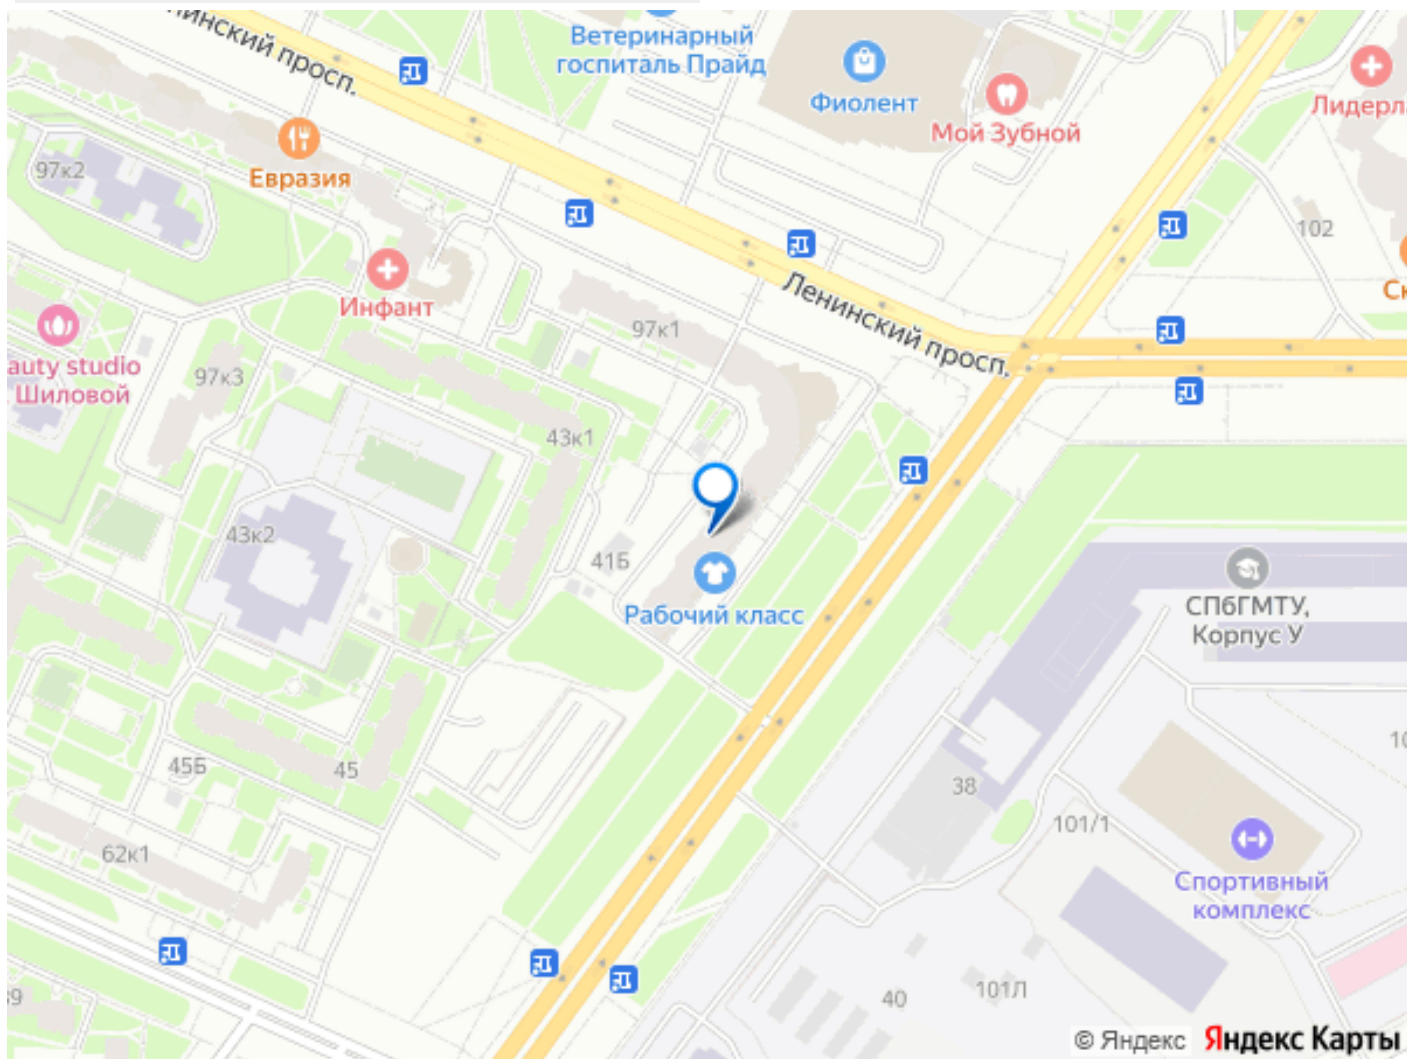 Ленинский просп.
Ветеринарный
госпиталь Прайд
Фиолент
Мой Зубной
Евразия
97к2
102
Инфант
97к1
Ленинский просп.
97к3
auty studio
Шиловой
43к1
43к2
41Б
Рабочий класс
СПбГМТУ,
Корпус У
45Б
45
38
101/1
62к1
Спортивный
комплекс
40
101Л
© Яндекс Яндекс Карты